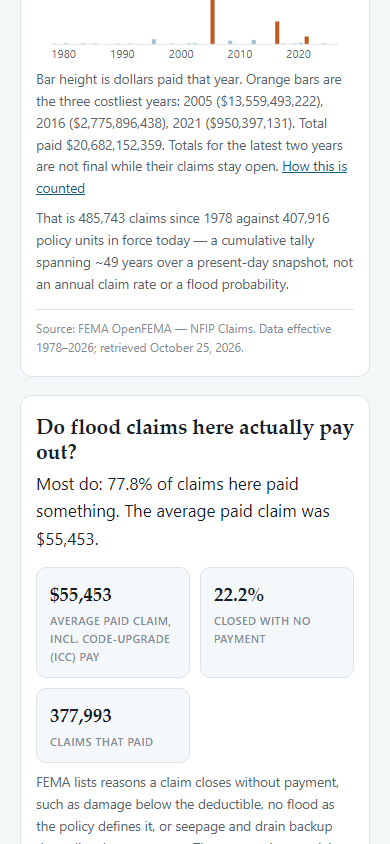 1980 1990 2000 2010 2020
Bar height is dollars paid that year. Orange bars are
the three costliest years: 2005 ($13,559,493,222),
2016 ($2,775,896,438), 2021 ($950,397,131). Total
paid $20,682,152,359. Totals for the latest two years
are not final while their claims stay open. How this is
counted
That is 485,743 claims since 1978 against 407,916
policy units in force today — a cumulative tally
spanning ~49 years over a present-day snapshot, not
an annual claim rate or a flood probability.
Source: FEMA OpenFEMA — NFIP Claims. Data effective
1978–2026; retrieved October 25, 2026.
Do flood claims here actually pay
out?
Most do: 77.8% of claims here paid
something. The average paid claim was
$55,453.
$55,453
AVERAGE PAID CLAIM,
INCL. CODE-UPGRADE
(ICC) PAY
22.2%
CLOSED WITH NO
PAYMENT
377,993
CLAIMS THAT PAID
FEMA lists reasons a claim closes without payment,
such as damage below the deductible, no flood as
the policy defines it, or seepage and drain backup